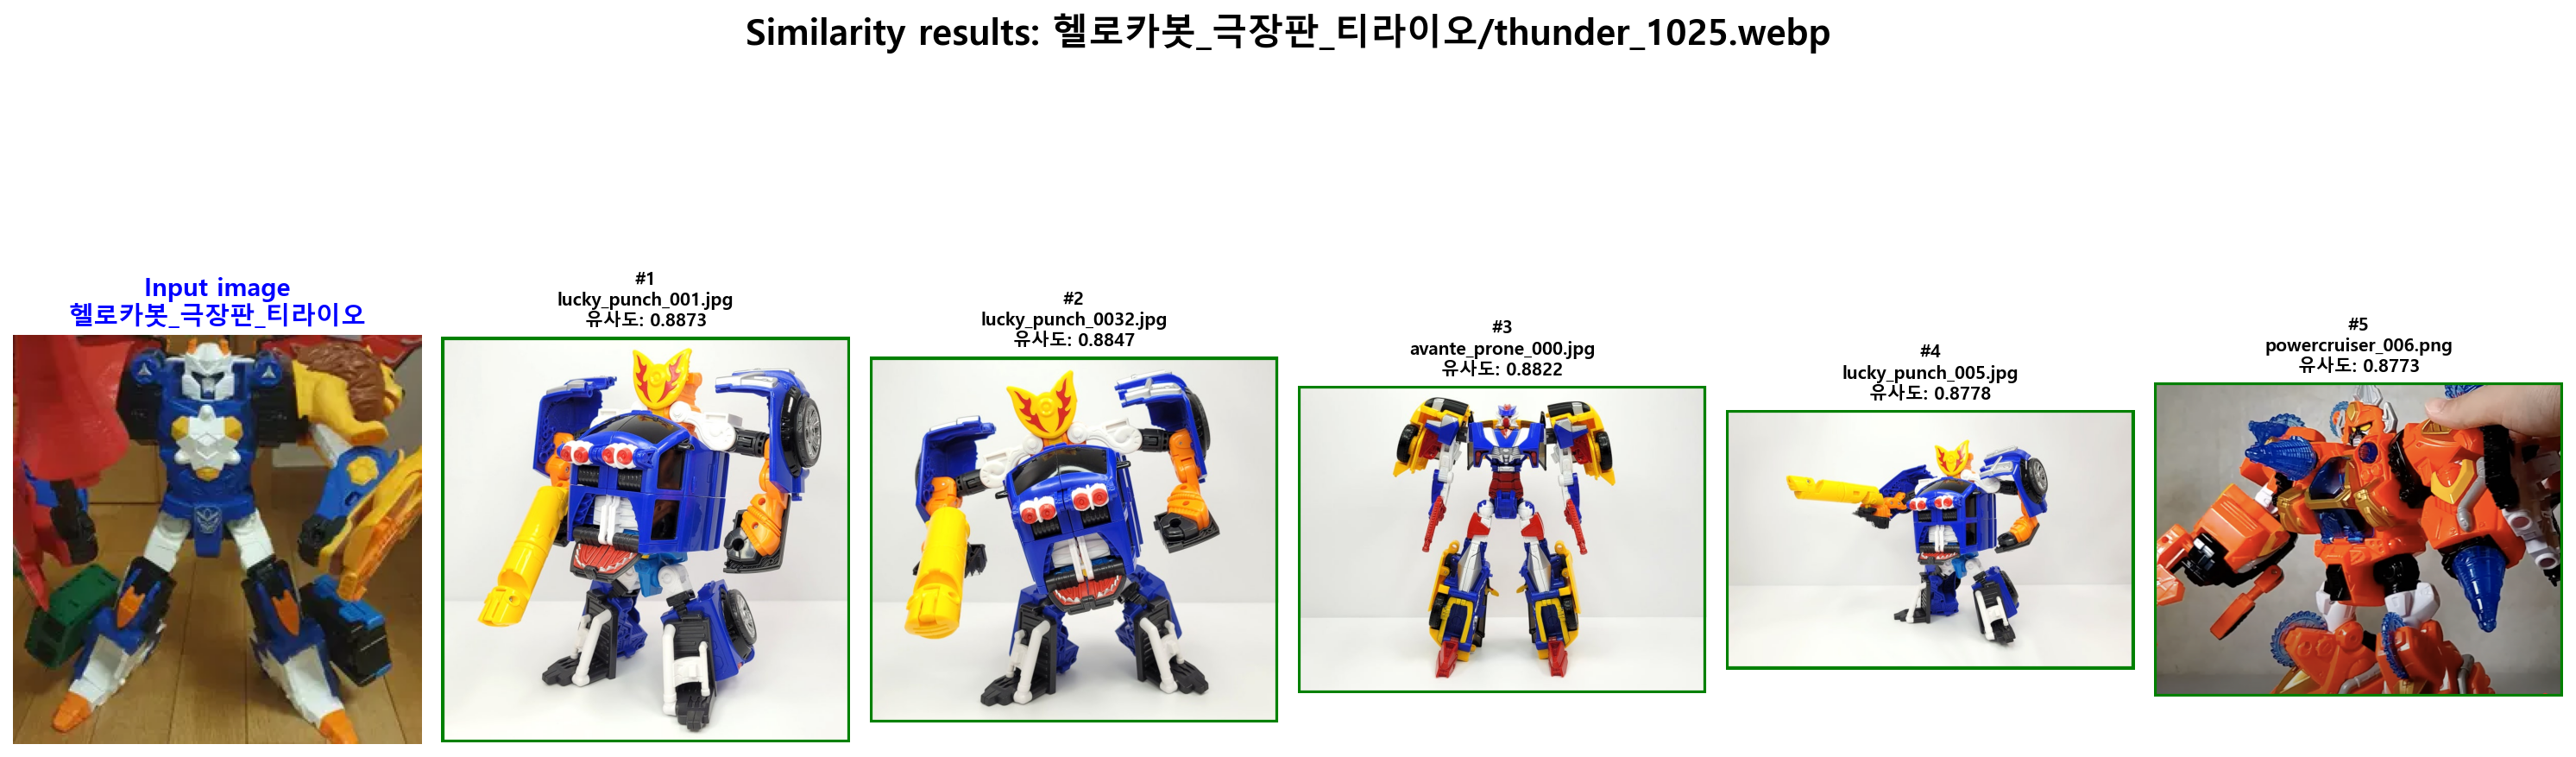 Similarity results: 헬로카봇_극장판_티라이오/thunder_1025.webp
Input image
헬로카봇_극장판_티라이오
#1
lucky_punch_001.jpg
유사도: 0.8873
#2
lucky_punch_0032.jpg
유사도: 0.8847
#3
avante_prone_000.jpg
유사도: 0.8822
#4
lucky_punch_005.jpg
유사도: 0.8778
#5
powercruiser_006.png
유사도: 0.8773